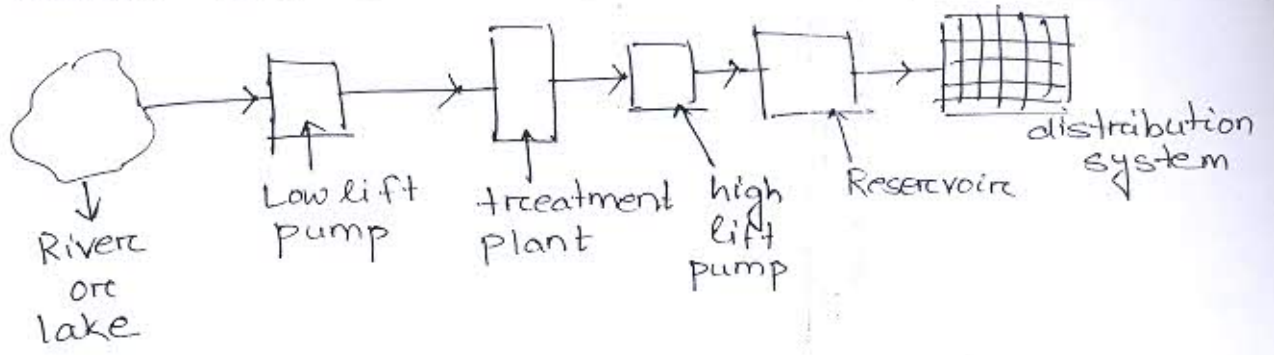 River
or
lake
Low lift
pump
treatment
plant
high
lift
pump
Reservoir
distribution
system